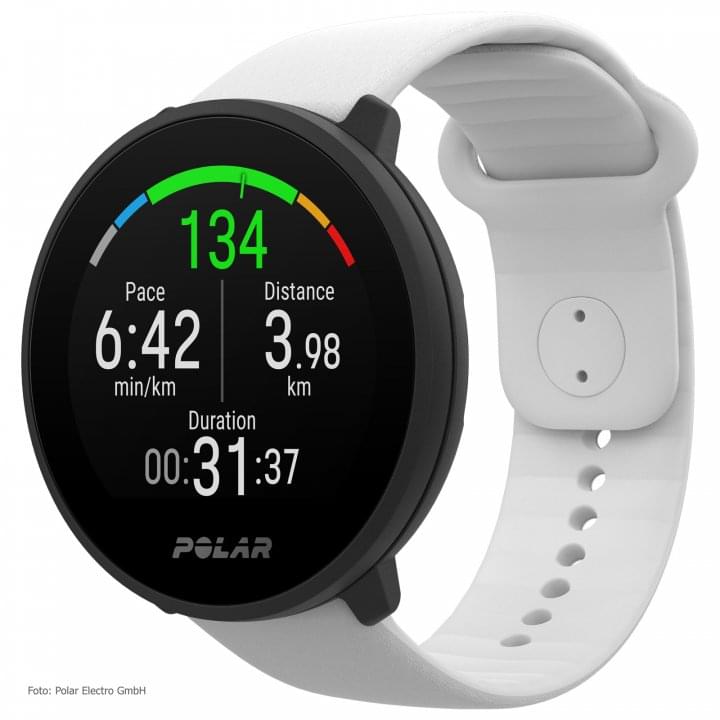 134
Pace Distance
6:42 3.98
min/km km
Duration
00:31:37
POLAR
Foto: Polar Electro GmbH